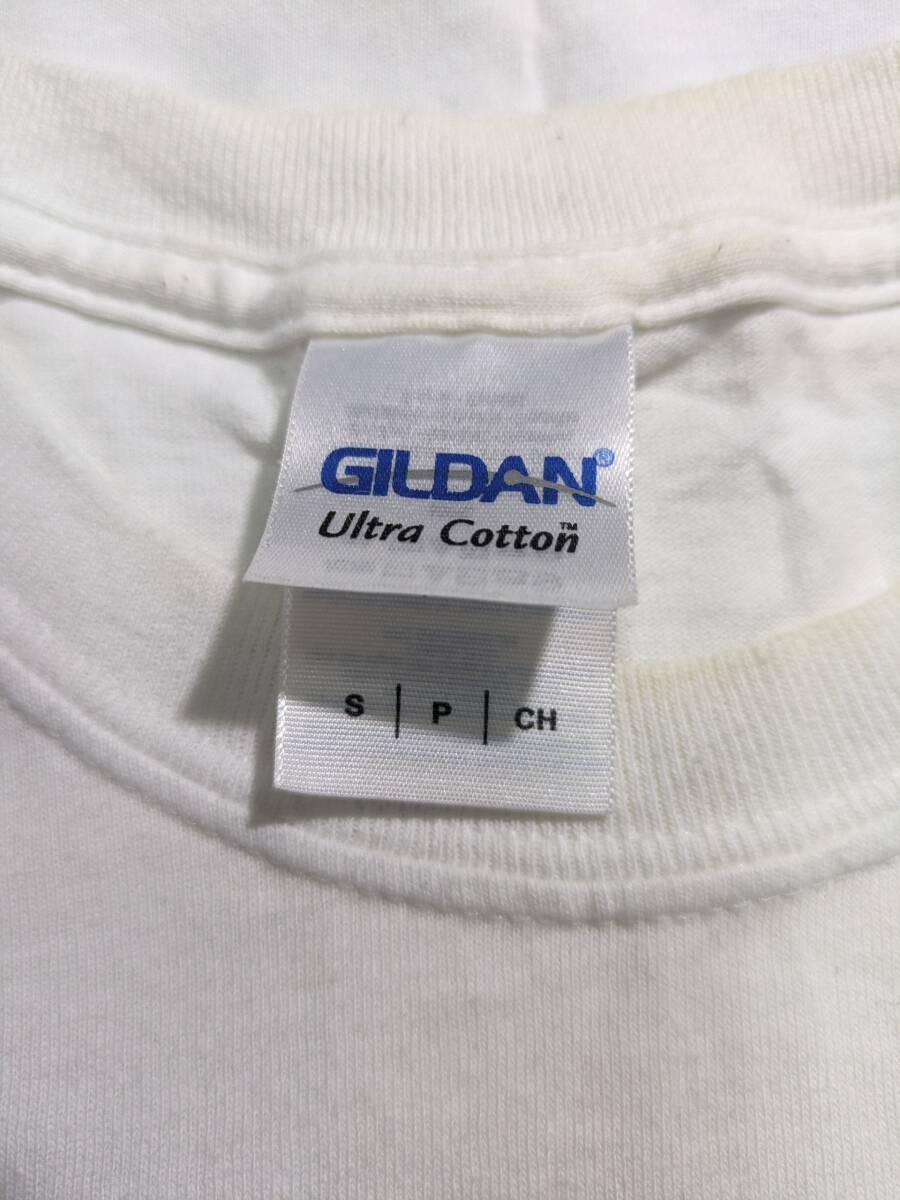 GILDAN®
Ultra Cotton™
S | P | CH